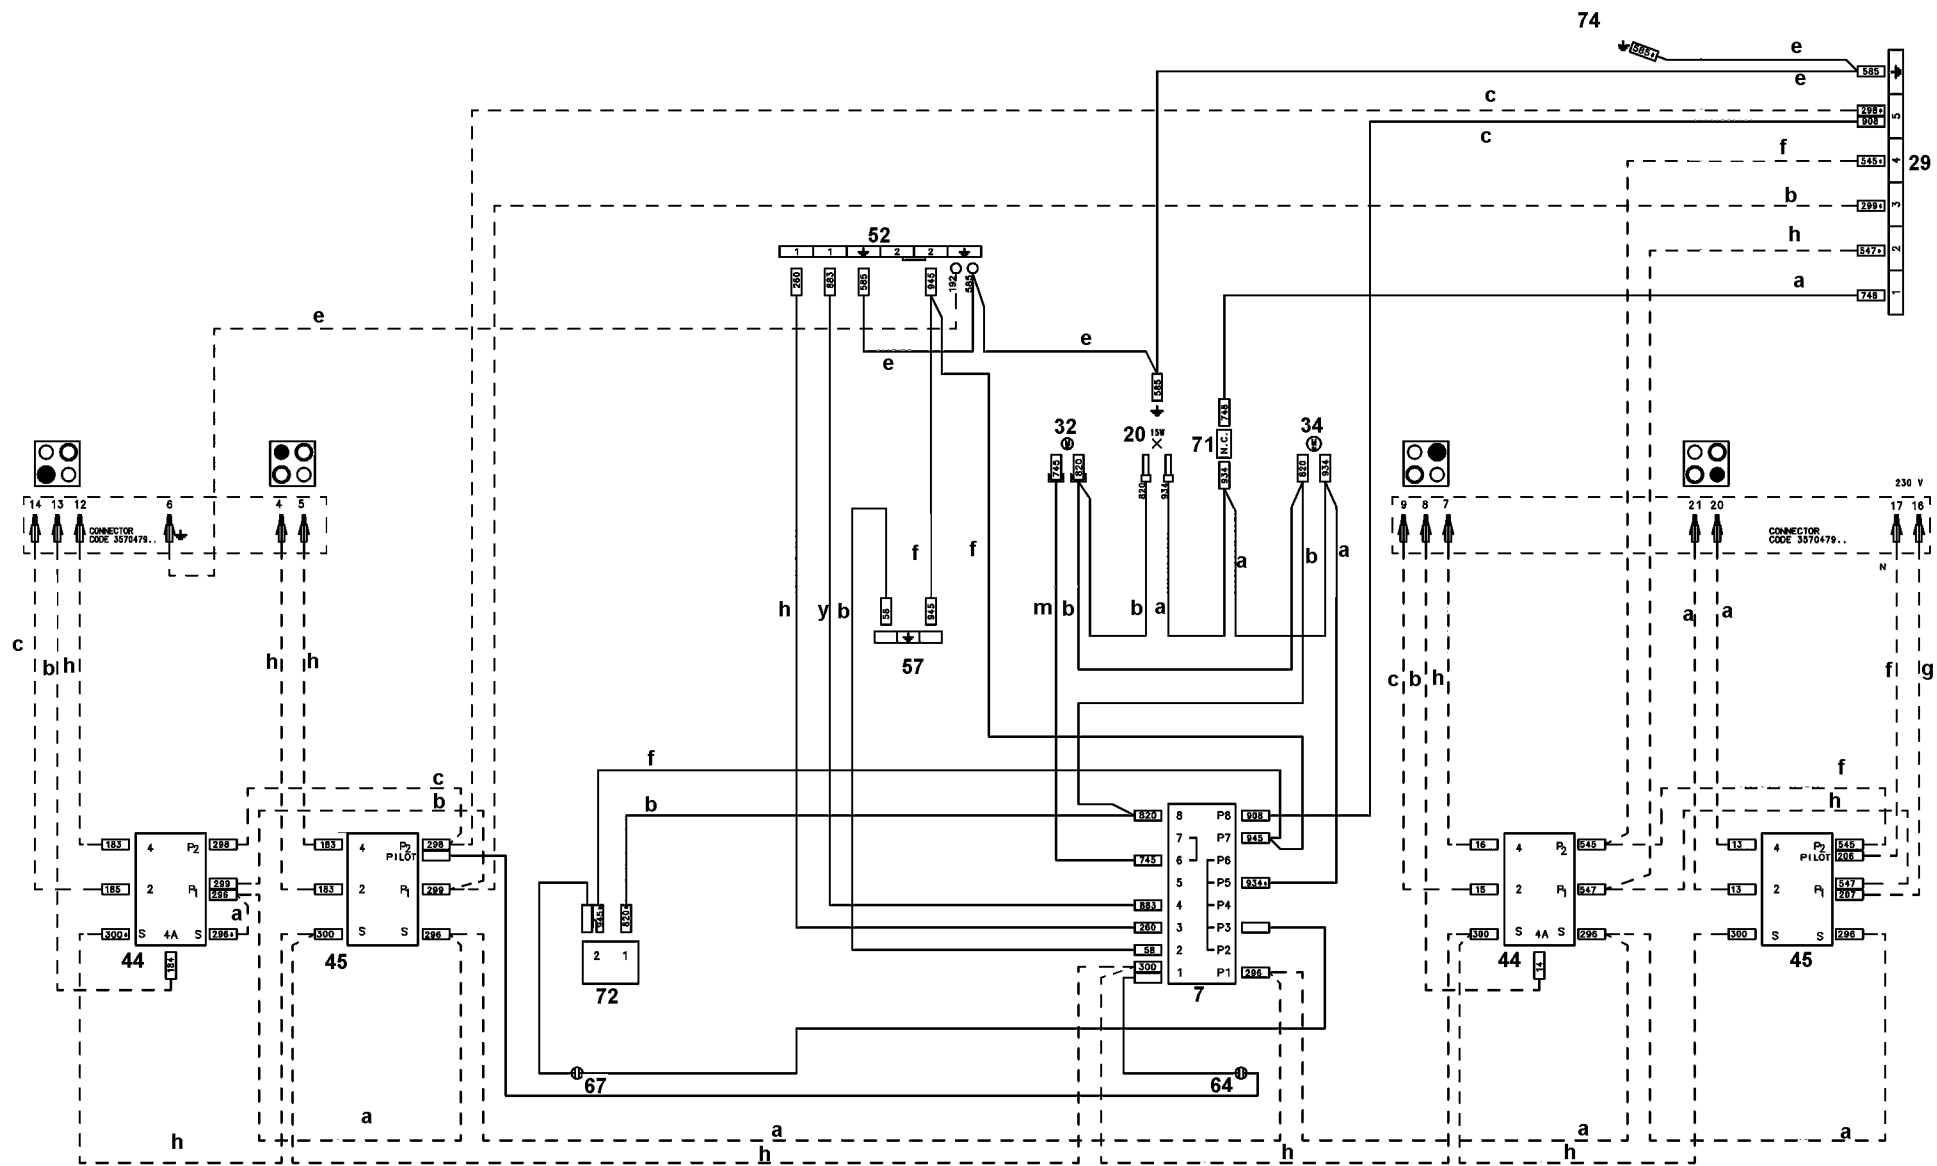 74
585•
e
585
e
c
298•
908
5
c
f
545•
4
29
b
299•
3
52
h
547•
2
1 1 2 2
260 883 585 945 192 585
a
748
1
e
e
e
585
748
32
20 15W
71
N.C.
34
745 820
820 934
934
820 934
230 V
14 13 12 6 4 5
CONNECTOR
CODE 3570479..
9 8 7 21 20 17 16
CONNECTOR
CODE 3570479..
N
f f
a b a
h y b
58 945
m b b a
57
c b h h h
c b h a a f g
f
c
b
b
f
h
183 4 P2 298
185 2 P1 299
296
a
300• S 4A S 296•
184
44
183 4 P2 298
PILOT
183 2 P1 299
300 S S 296
45
945• 820•
2 1
72
820 8 P8 908
7 P7 945
745 6 P6
5 P5 934•
883 4 P4
260 3 P3
58 2 P2
300
1 P1 296
7
16 4 P2 545
15 2 P1 547
300 S 4A S 296
14
44
13 4 P2 545
PILOT 206
13 2 P1 547
207
300 S S 296
45
67
64
a
h
a
h
h
a
h
a